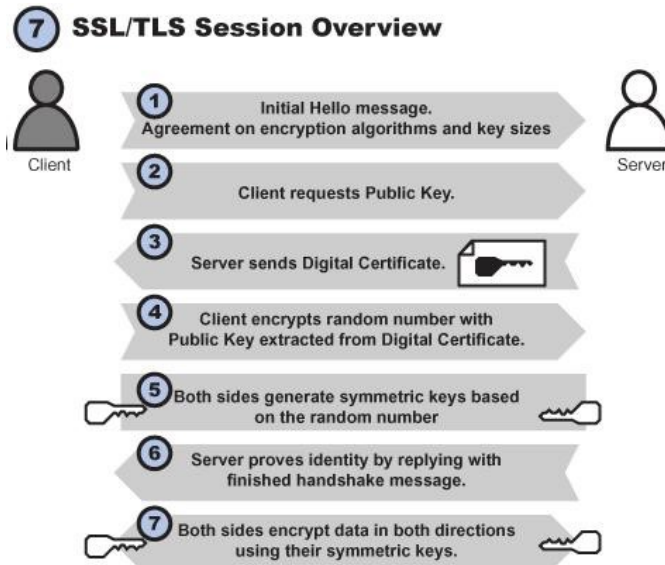 7 SSL/TLS Session Overview
Client
Server
1 Initial Hello message.
Agreement on encryption algorithms and key sizes
2 Client requests Public Key.
3 Server sends Digital Certificate.
4 Client encrypts random number with
Public Key extracted from Digital Certificate.
5 Both sides generate symmetric keys based
on the random number
6 Server proves identity by replying with
finished handshake message.
7 Both sides encrypt data in both directions
using their symmetric keys.